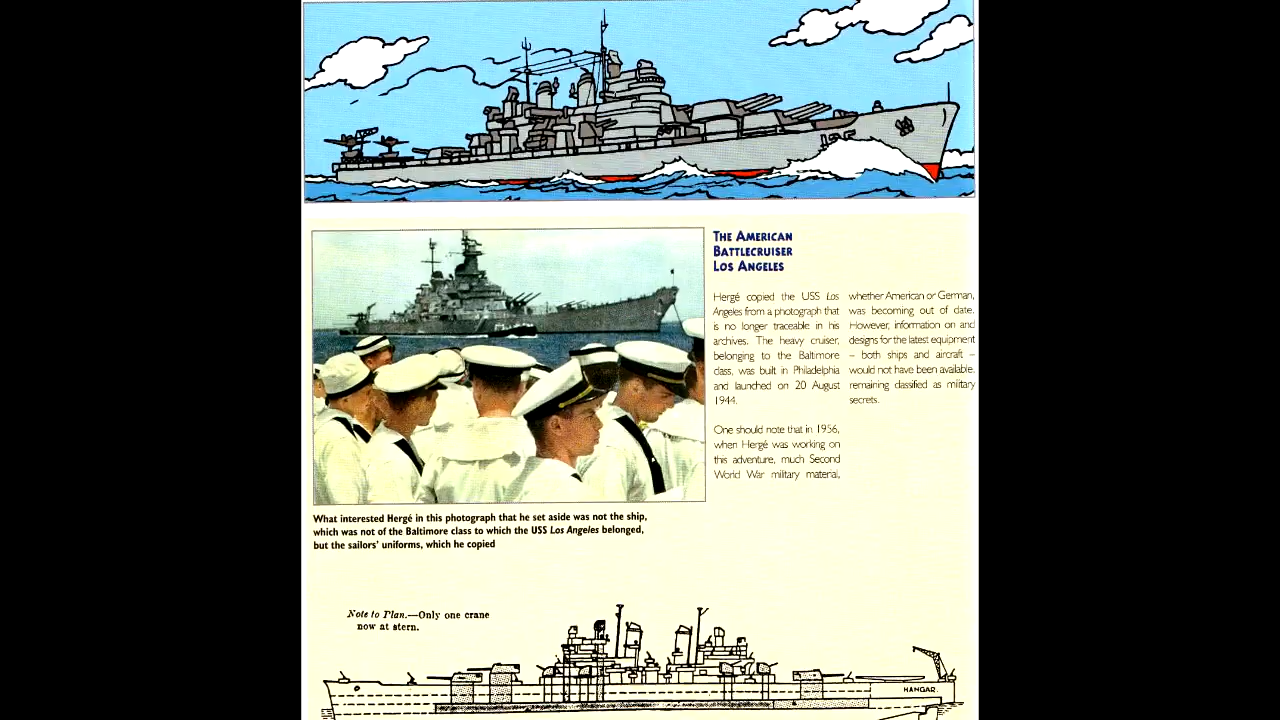 135
THE AMERICAN
BATTLECRUISER
LOS ANGELES
Hergé copied the USS Los
Angeles from a photograph that
is no longer traceable in his
archives. The heavy cruiser,
belonging to the Baltimore
class, was built in Philadelphia
and launched on 20 August
1944.
One should note that in 1956,
when Hergé was working on
this adventure, much Second
World War military material,
whether American or German,
was becoming out of date.
However, information on and
designs for the latest equipment
– both ships and aircraft –
would not have been available,
remaining classified as military
secrets.
What interested Hergé in this photograph that he set aside was not the ship,
which was not of the Baltimore class to which the USS Los Angeles belonged,
but the sailors' uniforms, which he copied
Note to Plan.—Only one crane
now at stern.
HANGAR.